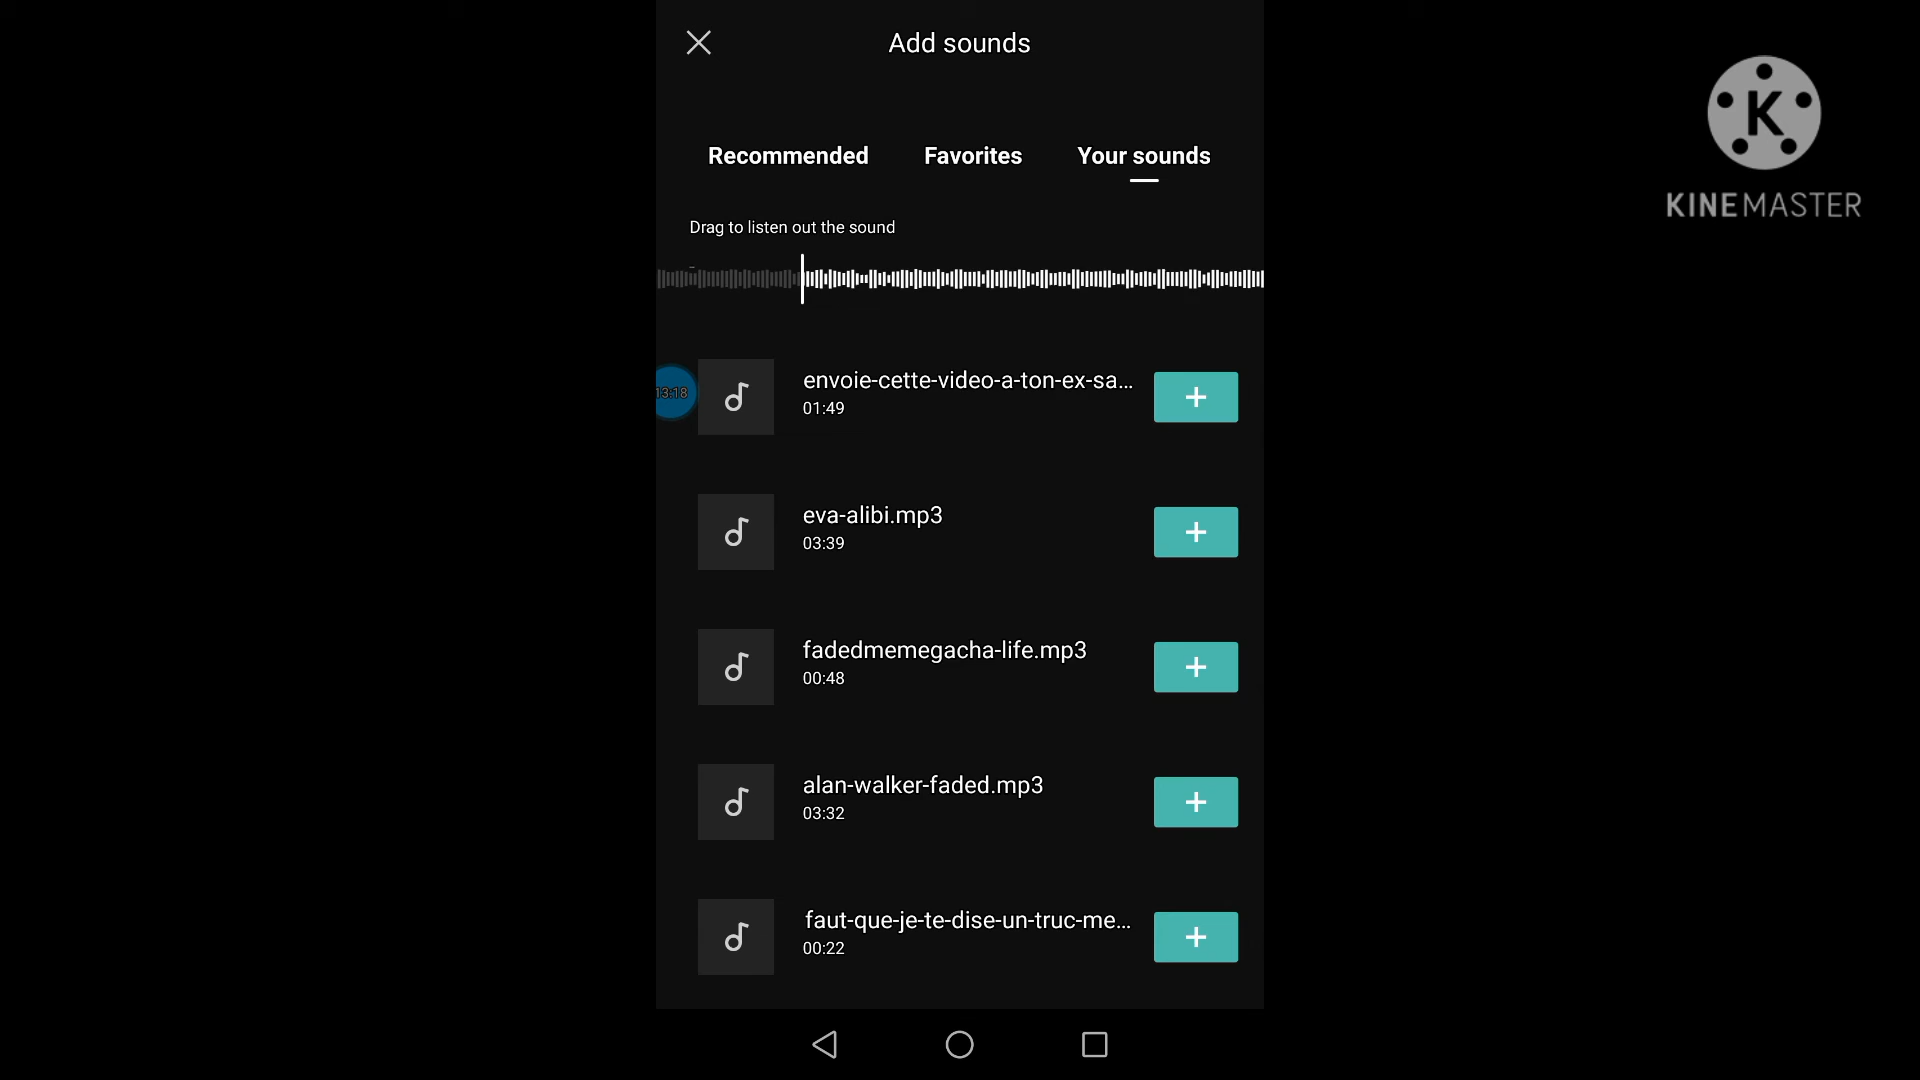 Add sounds
K
KINEMASTER
Recommended Favorites Your sounds
Drag to listen out the sound
13:18
envoie-cette-video-a-ton-ex-sa...
01:49
eva-alibi.mp3
03:39
fadedmemegacha-life.mp3
00:48
alan-walker-faded.mp3
03:32
faut-que-je-te-dise-un-truc-me...
00:22